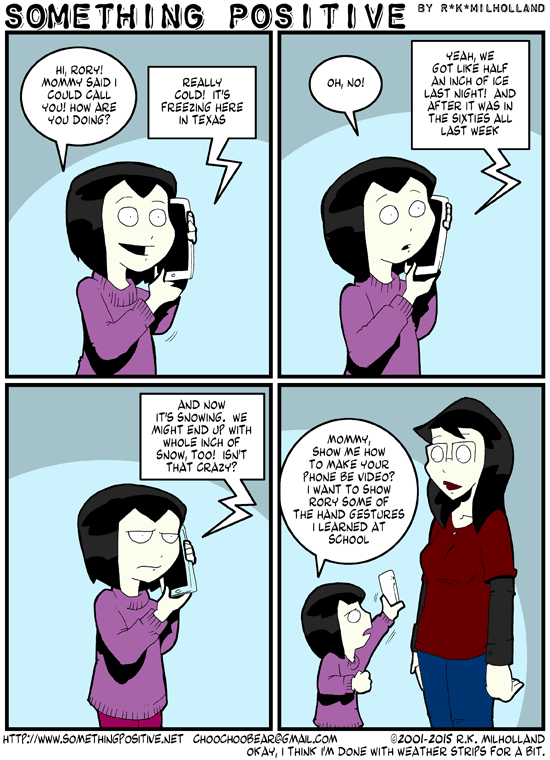 SOMETHING POSITIVE BY R*K*MILHOLLAND
HI, RORY!
MOMMY SAID I
COULD CALL
YOU! HOW ARE
YOU DOING?
REALLY
COLD! IT'S
FREEZING HERE
IN TEXAS
OH, NO!
YEAH, WE
GOT LIKE HALF
AN INCH OF ICE
LAST NIGHT! AND
AFTER IT WAS IN
THE SIXTIES ALL
LAST WEEK
AND NOW
IT'S SNOWING. WE
MIGHT END UP WITH
WHOLE INCH OF
SNOW, TOO! ISN'T
THAT CRAZY?
MOMMY,
SHOW ME HOW
TO MAKE YOUR
PHONE BE VIDEO?
I WANT TO SHOW
RORY SOME OF
THE HAND GESTURES
I LEARNED AT
SCHOOL
HTTP://WWW.SOMETHINGPOSITIVE.NET CHOOCHOOBEAR@GMAIL.COM ©2001-2015 R.K. MILHOLLAND
OKAY, I THINK I'M DONE WITH WEATHER STRIPS FOR A BIT.